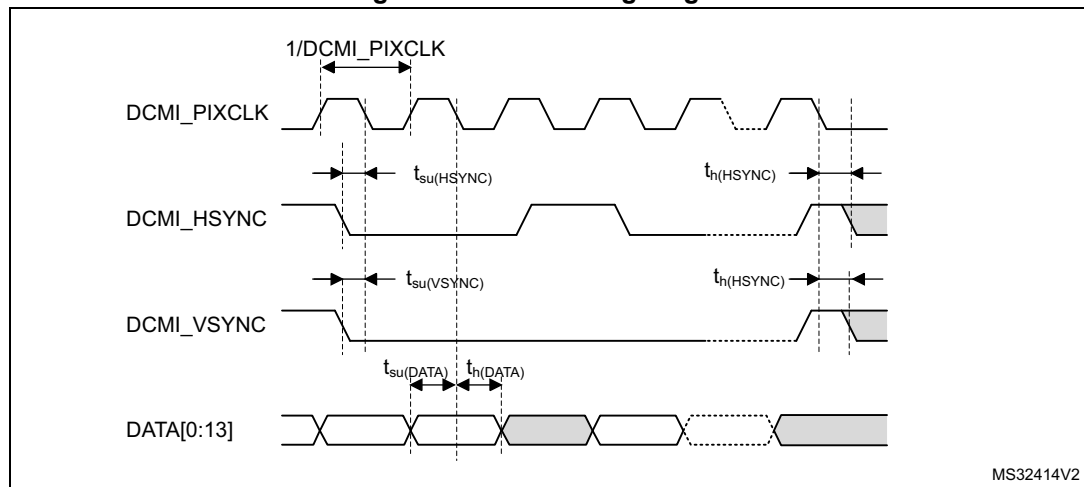 1/DCMI_PIXCLK
DCMI_PIXCLK
tsu(HSYNC) th(HSYNC)
DCMI_HSYNC
tsu(VSYNC) th(HSYNC)
DCMI_VSYNC
tsu(DATA) th(DATA)
DATA[0:13]
MS32414V2